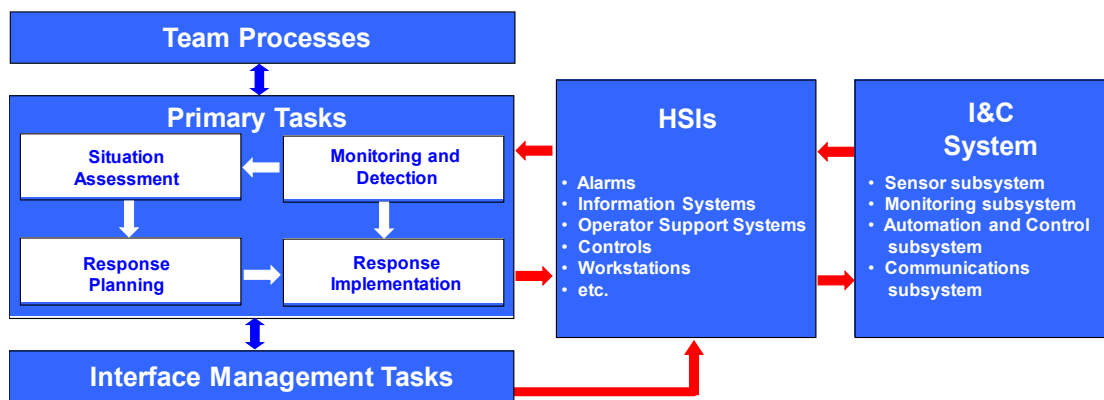 Team Processes
Primary Tasks
Situation
Assessment
Monitoring and
Detection
Response
Planning
Response
Implementation
Interface Management Tasks
HSIs
• Alarms
• Information Systems
• Operator Support Systems
• Controls
• Workstations
• etc.
I&C
System
• Sensor subsystem
• Monitoring subsystem
• Automation and Control
subsystem
• Communications
subsystem